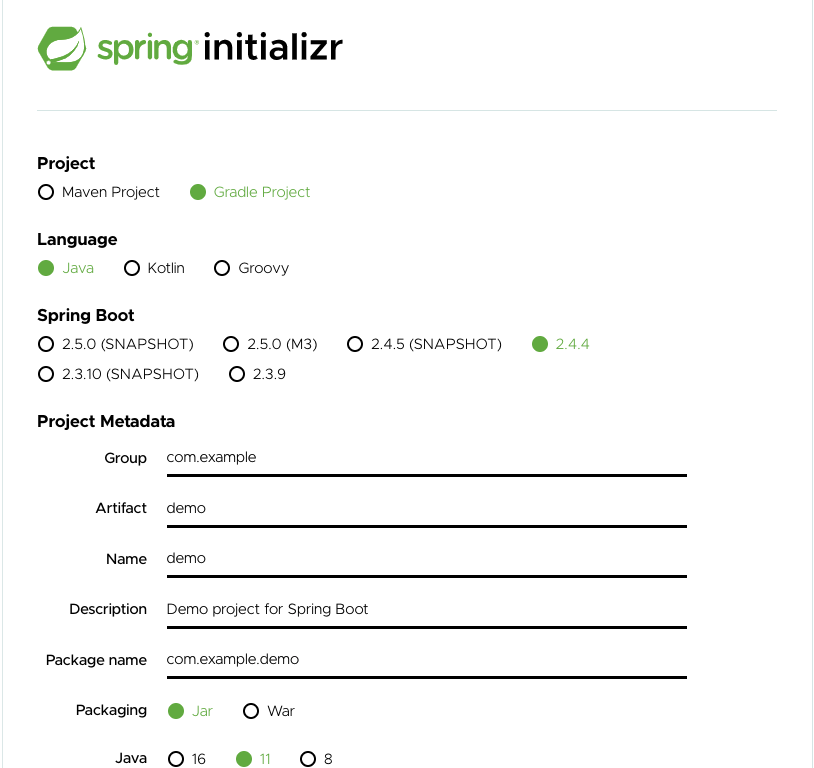 spring initializr
Project
Maven Project Gradle Project
Language
Java Kotlin Groovy
Spring Boot
2.5.0 (SNAPSHOT) 2.5.0 (M3) 2.4.5 (SNAPSHOT) 2.4.4
2.3.10 (SNAPSHOT) 2.3.9
Project Metadata
Group com.example
Artifact demo
Name demo
Description Demo project for Spring Boot
Package name com.example.demo
Packaging Jar War
Java 16 11 8